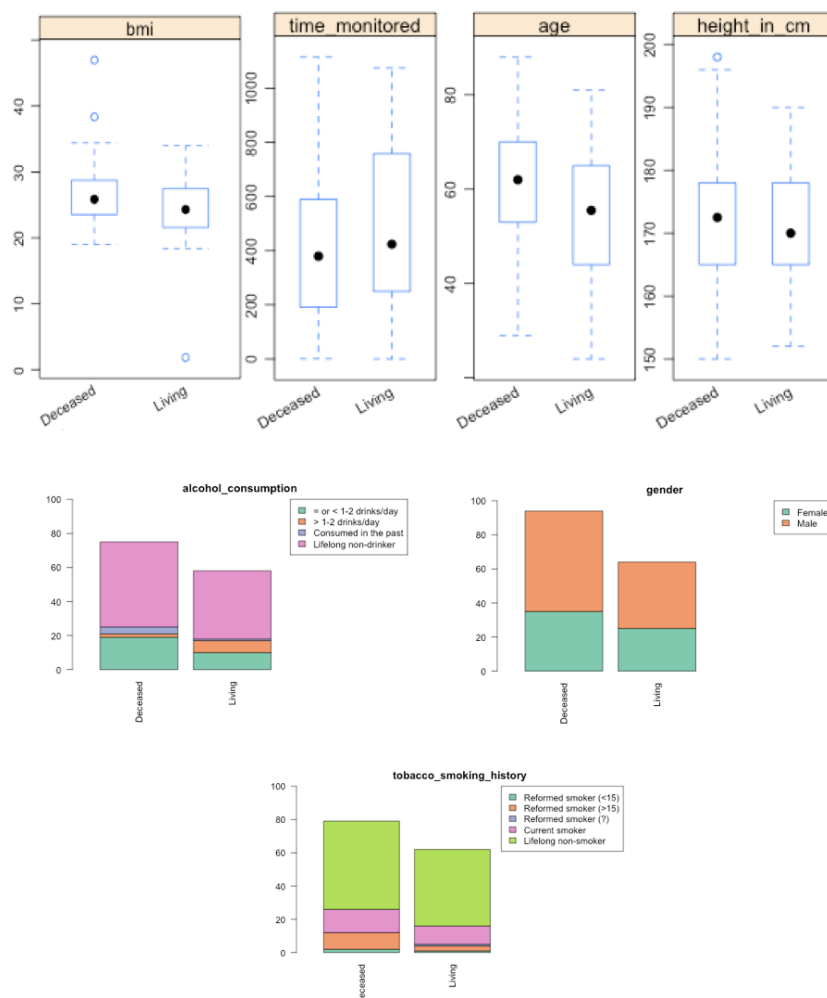 bmi
time_monitored
age
height_in_cm
0 10 20 30 40
0 200 400 600 800 1000
40 60 80
150 160 170 180 190 200
Deceased Living
Deceased Living
Deceased Living
Deceased Living
alcohol_consumption
100
80
60
40
20
0
= or < 1-2 drinks/day
> 1-2 drinks/day
Consumed in the past
Lifelong non-drinker
Deceased
Living
gender
100
80
60
40
20
0
Female
Male
Deceased
Living
tobacco_smoking_history
100
80
60
40
20
0
Reformed smoker (<15)
Reformed smoker (>15)
Reformed smoker (?)
Current smoker
Lifelong non-smoker
eceased
Living